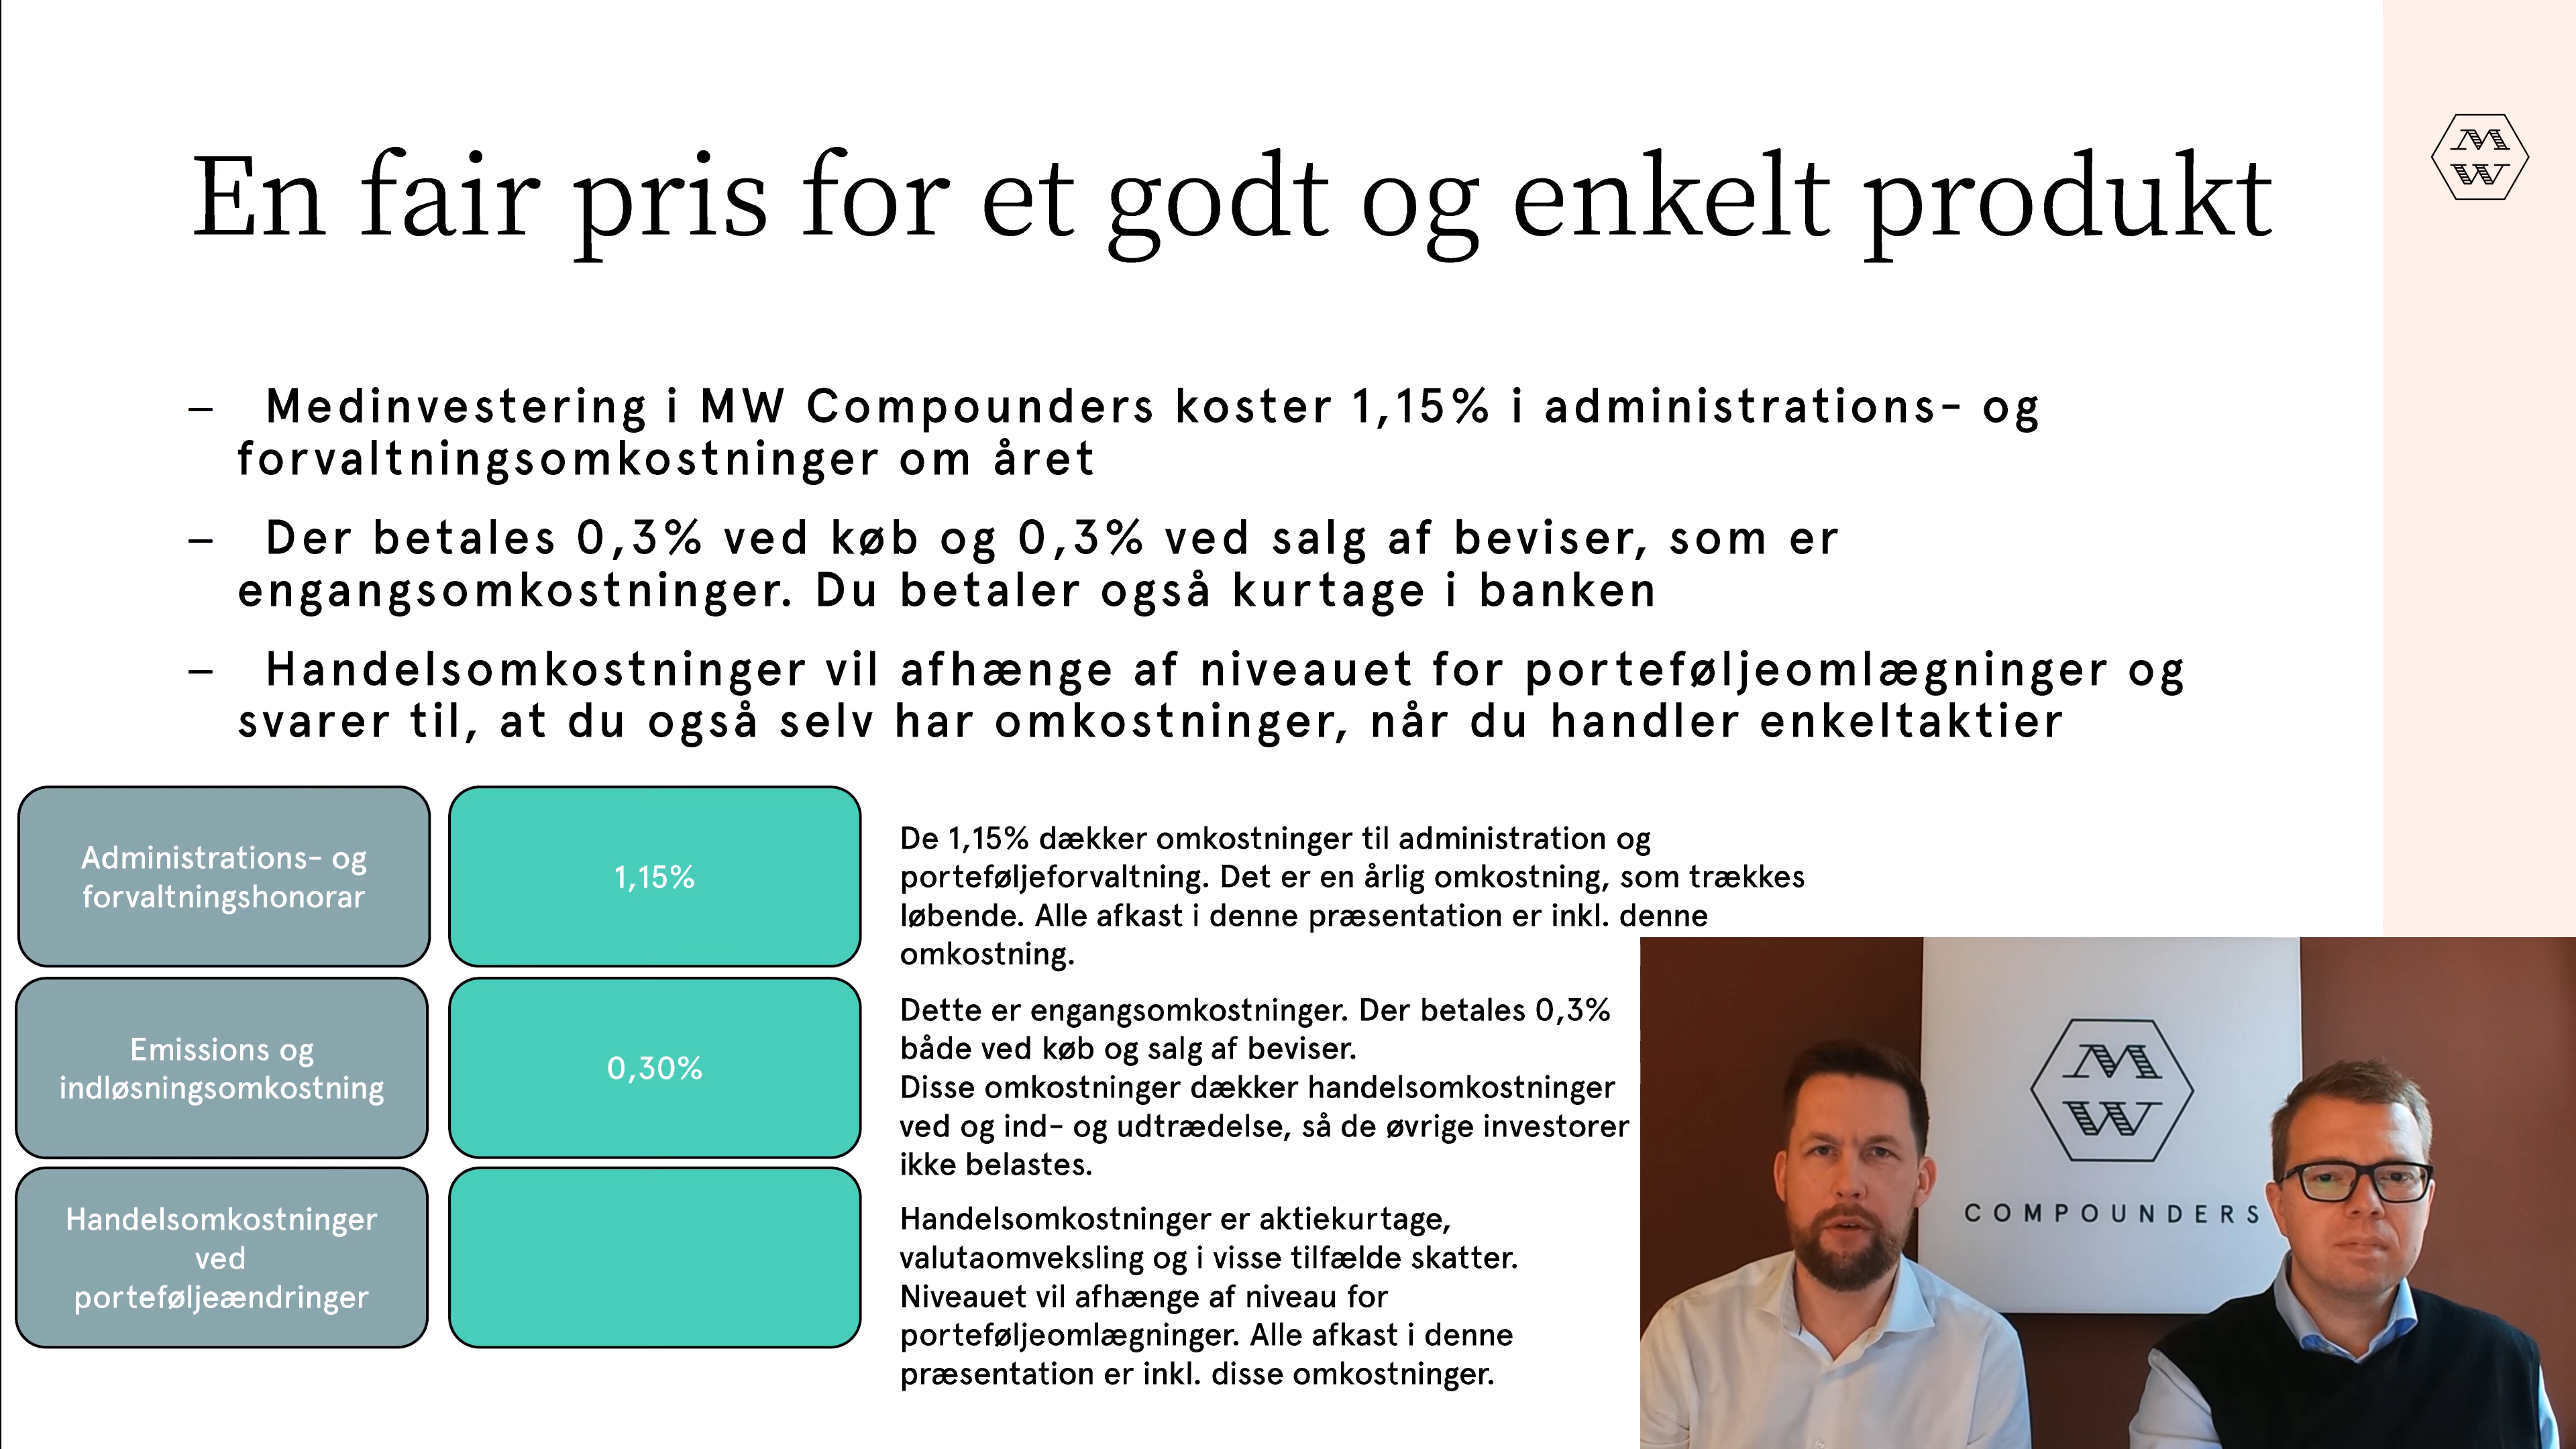 En fair pris for et godt og enkelt produkt
M
W
– Medinvestering i MW Compounders koster 1,15% i administrations- og
forvaltningsomkostninger om året
– Der betales 0,3% ved køb og 0,3% ved salg af beviser, som er
engangsomkostninger. Du betaler også kurtage i banken
– Handelsomkostninger vil afhænge af niveauet for porteføljeomlægninger og
svarer til, at du også selv har omkostninger, når du handler enkeltaktier
Administrations- og
forvaltningshonorar
1,15%
De 1,15% dækker omkostninger til administration og
porteføljeforvaltning. Det er en årlig omkostning, som trækkes
løbende. Alle afkast i denne præsentation er inkl. denne
omkostning.
Emissions og
indløsningsomkostning
0,30%
Dette er engangsomkostninger. Der betales 0,3%
både ved køb og salg af beviser.
Disse omkostninger dækker handelsomkostninger
ved og ind- og udtrædelse, så de øvrige investorer
ikke belastes.
Handelsomkostninger
ved
porteføljeændringer
Handelsomkostninger er aktiekurtage,
valutaomveksling og i visse tilfælde skatter.
Niveauet vil afhænge af niveau for
porteføljeomlægninger. Alle afkast i denne
præsentation er inkl. disse omkostninger.
M
W
COMPOUNDERS